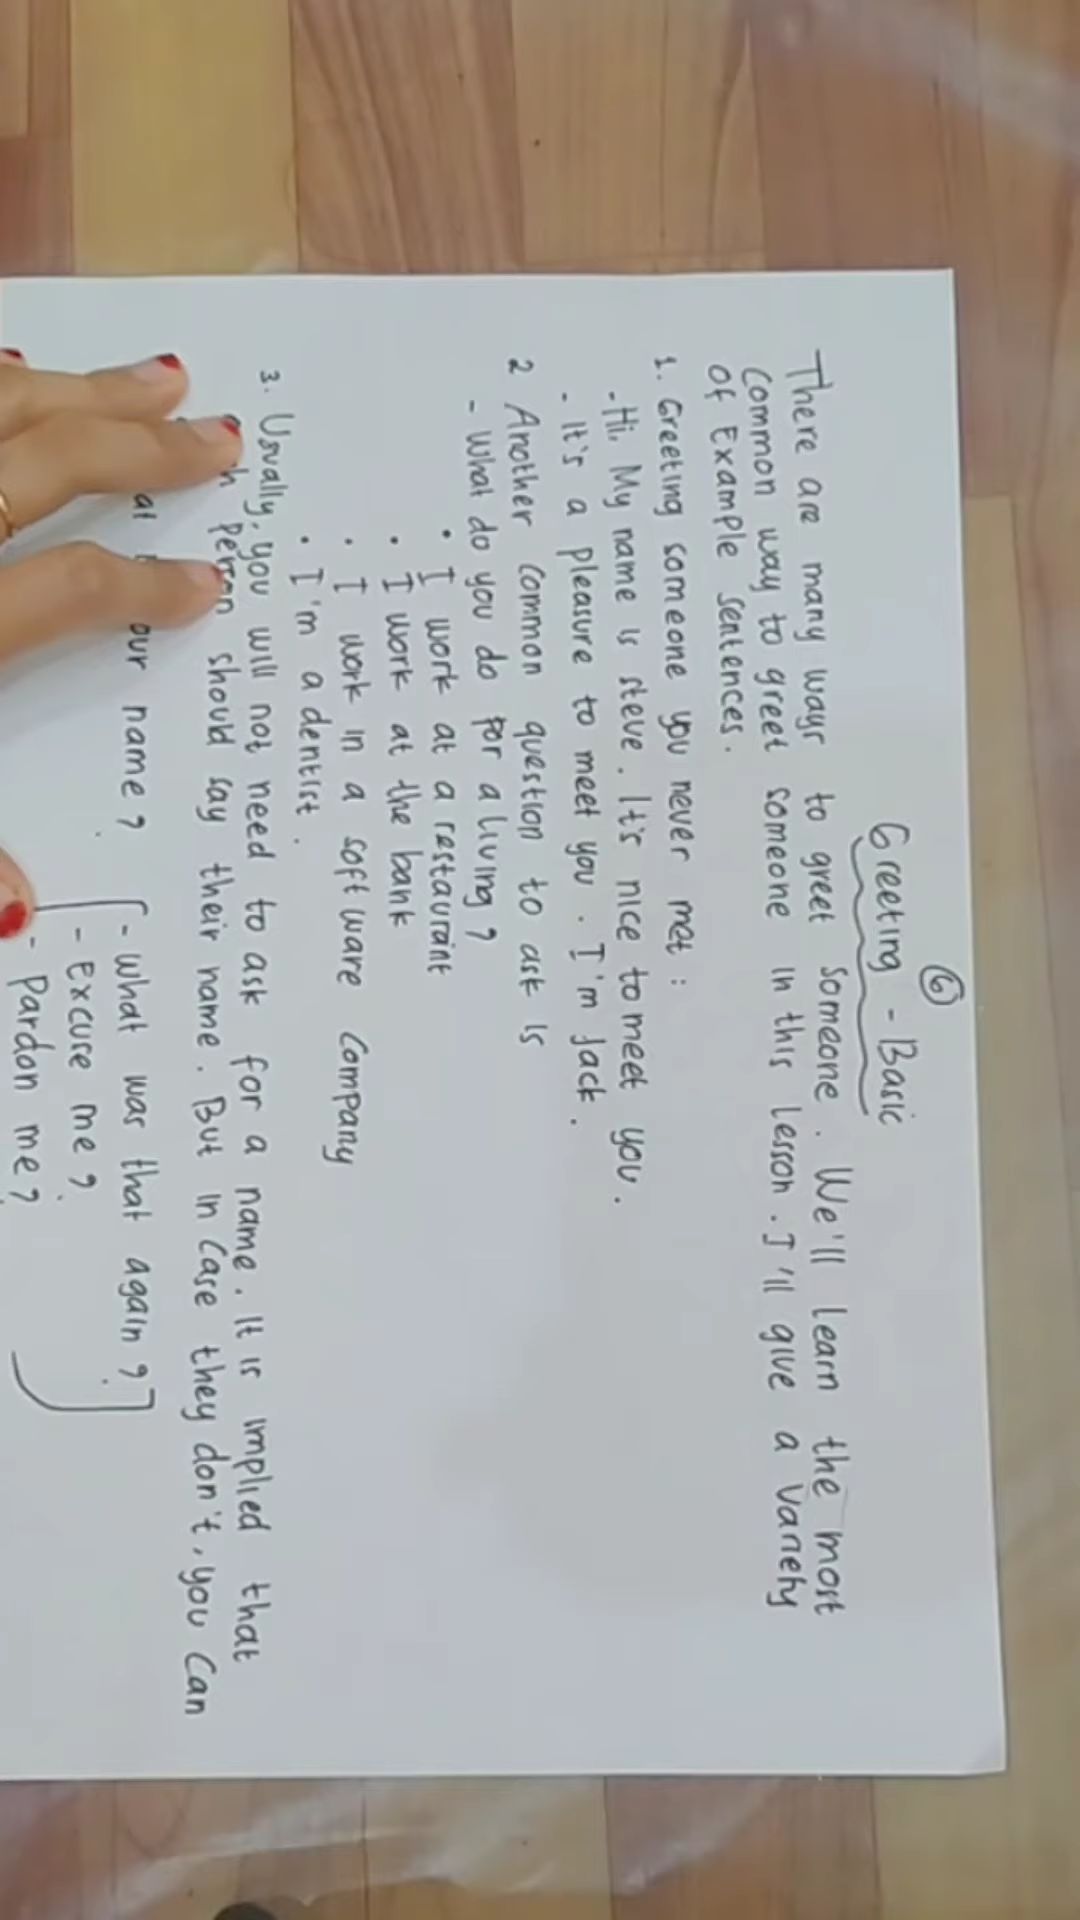 6
Greeting - Basic
There are many ways to greet someone. We'll learn the most
Common way to greet someone in this lesson. I'll give a variety
of Example sentences.
1. Greeting someone you never met:
- Hi. My name is steve. It's nice to meet you.
- It's a pleasure to meet you. I'm Jack.
2 Another common question to ask is
- What do you do for a living?
• I work at a restaurant
• I work at the bank
• I work in a soft ware company
• I'm a dentist.
3. Usually, you will not need to ask for a name. It is implied that
should say their name. But in case they don't, you can
name?
- what was that again?
- Excuse me?
- Pardon me?